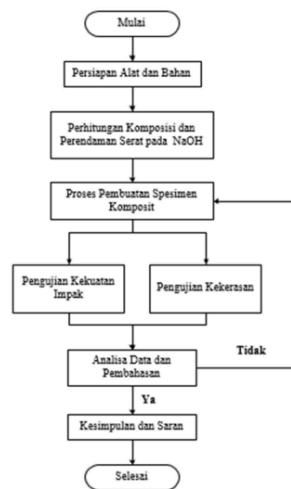 Mulai
Persiapan Alat dan Bahan
Perhitungan Komposisi dan
Perendaman Serat pada NaOH
Proses Pembuatan Spesimen
Komposit
Pengujian Kekuatan
Impak
Pengujian Kekerasan
Analisa Data dan
Pembahasan
Tidak
Ya
Kesimpulan dan Saran
Selesai